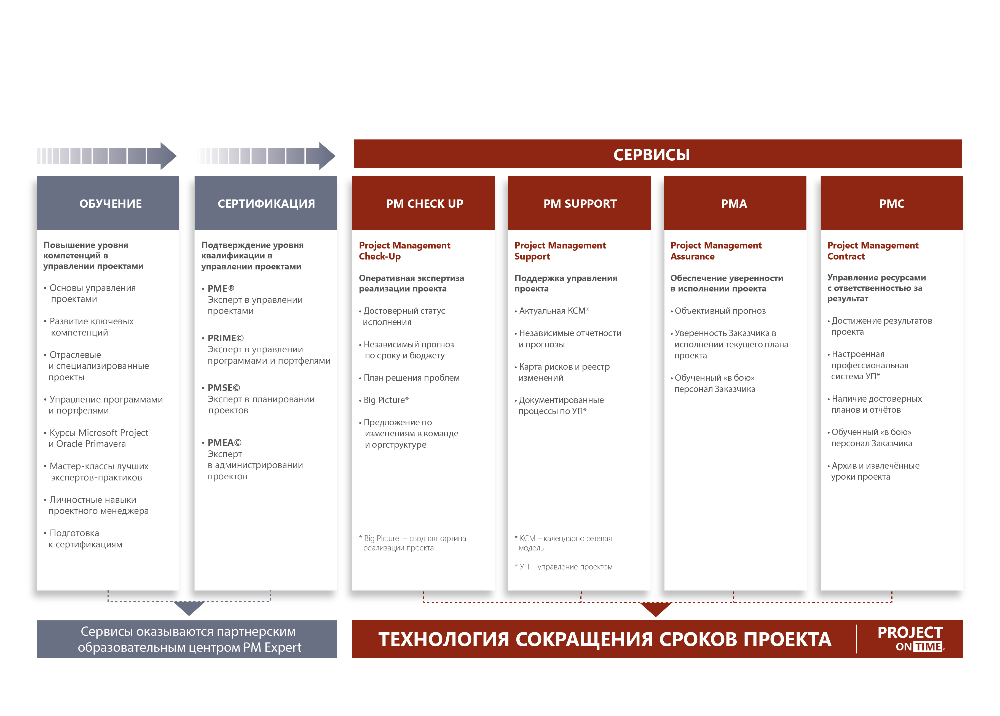 СЕРВИСЫ
ОБУЧЕНИЕ
Повышение уровня
компетенций в
управлении проектами
• Основы управления
проектами
• Развитие ключевых
компетенций
• Отраслевые
и специализированные
проекты
• Управление программами
и портфелями
• Курсы Microsoft Project
и Oracle Primavera
• Мастер-классы лучших
экспертов-практиков
• Личностные навыки
проектного менеджера
• Подготовка
к сертификациям
СЕРТИФИКАЦИЯ
Подтверждение уровня
квалификации в
управлении проектами
• PME®
Эксперт в управлении
проектами
• PRIME©
Эксперт в управлении
программами и портфелями
• PMSE©
Эксперт в планировании
проектов
• PMEA©
Эксперт
в администрировании
проектов
PM CHECK UP
Project Management
Check-Up
Оперативная экспертиза
реализации проекта
• Достоверный статус
исполнения
• Независимый прогноз
по сроку и бюджету
• План решения проблем
• Big Picture*
• Предложение по
изменениям в команде
и оргструктуре
* Big Picture – сводная картина
реализации проекта
PM SUPPORT
Project Management
Support
Поддержка управления
проекта
• Актуальная КСМ*
• Независимые отчетности
и прогнозы
• Карта рисков и реестр
изменений
• Документированные
процессы по УП*
* КСМ – календарно сетевая
модель
* УП – управление проектом
PMA
Project Management
Assurance
Обеспечение уверенности
в исполнении проекта
• Объективный прогноз
• Уверенность Заказчика в
исполнении текущего плана
проекта
• Обученный «в бою»
персонал Заказчика
PMC
Project Management
Contract
Управление ресурсами
с ответственностью за
результат
• Достижение результатов
проекта
• Настроенная
профессиональная
система УП*
• Наличие достоверных
планов и отчётов
• Обученный «в бою»
персонал Заказчика
• Архив и извлечённые
уроки проекта
Сервисы оказываются партнерским
образовательным центром PM Expert
ТЕХНОЛОГИЯ СОКРАЩЕНИЯ СРОКОВ ПРОЕКТА
PROJECT
ON TIME©